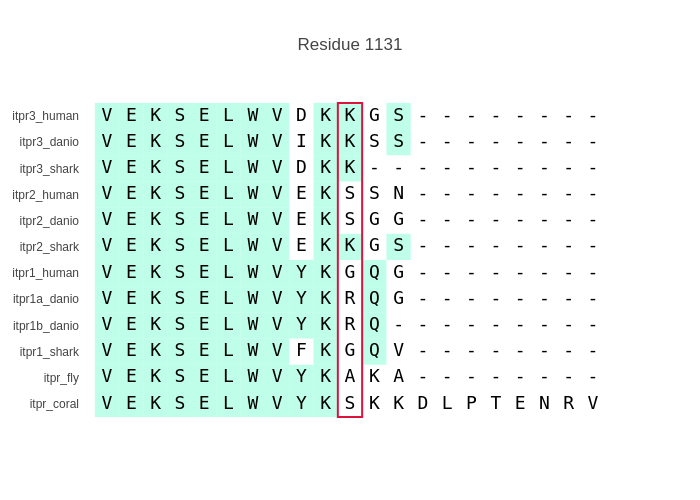 Residue 1131
itpr3_human V E K S E L W V D K K G S - - - - - - - -
itpr3_danio V E K S E L W V I K K S S - - - - - - - -
itpr3_shark V E K S E L W V D K K - - - - - - - - - -
itpr2_human V E K S E L W V E K S S N - - - - - - - -
itpr2_danio V E K S E L W V E K S G G - - - - - - - -
itpr2_shark V E K S E L W V E K K G S - - - - - - - -
itpr1_human V E K S E L W V Y K G Q G - - - - - - - -
itpr1a_danio V E K S E L W V Y K R Q G - - - - - - - -
itpr1b_danio V E K S E L W V Y K R Q - - - - - - - - -
itpr1_shark V E K S E L W V F K G Q V - - - - - - - -
itpr_fly V E K S E L W V Y K A K A - - - - - - - -
itpr_coral V E K S E L W V Y K S K K D L P T E N R V